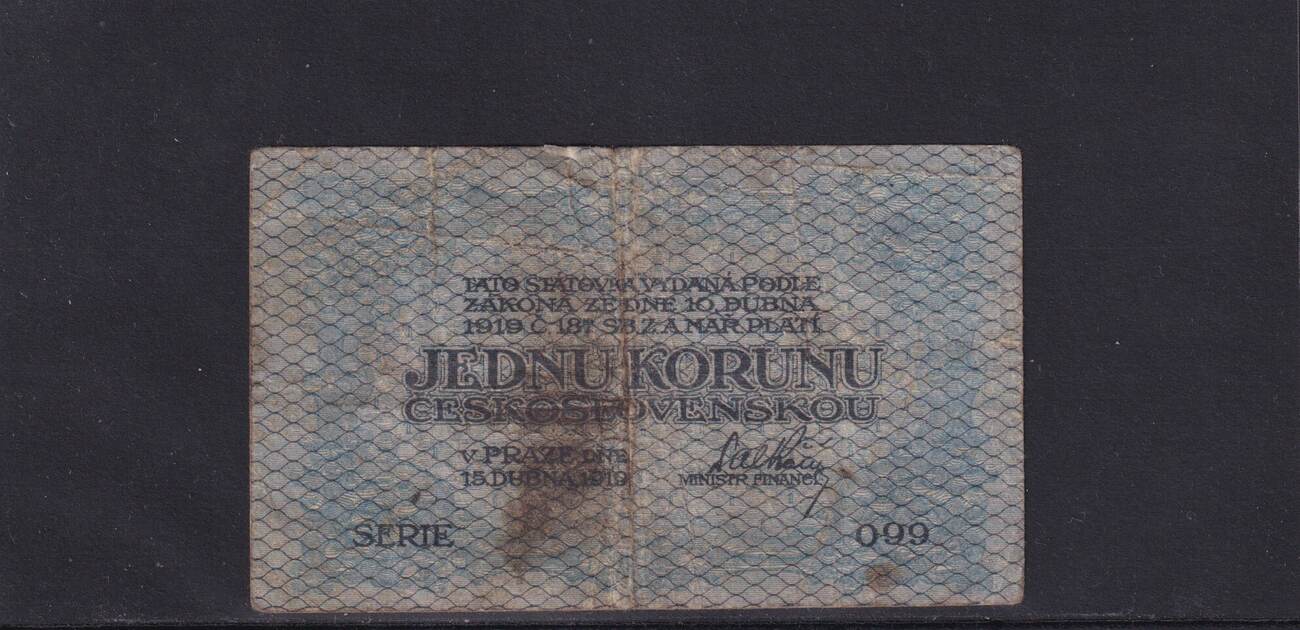 TATO STÁTOVKA VYDANÁ PODLE
ZÁKONA ZE DNE 10. DUBNA
1919 Č. 187 SB. Z. A NAŘ. PLATÍ
JEDNU KORUNU
ČESKOSLOVENSKOU
V PRAZE DNE
15. DUBNA 1919
MINISTR FINANCÍ
SERIE 099